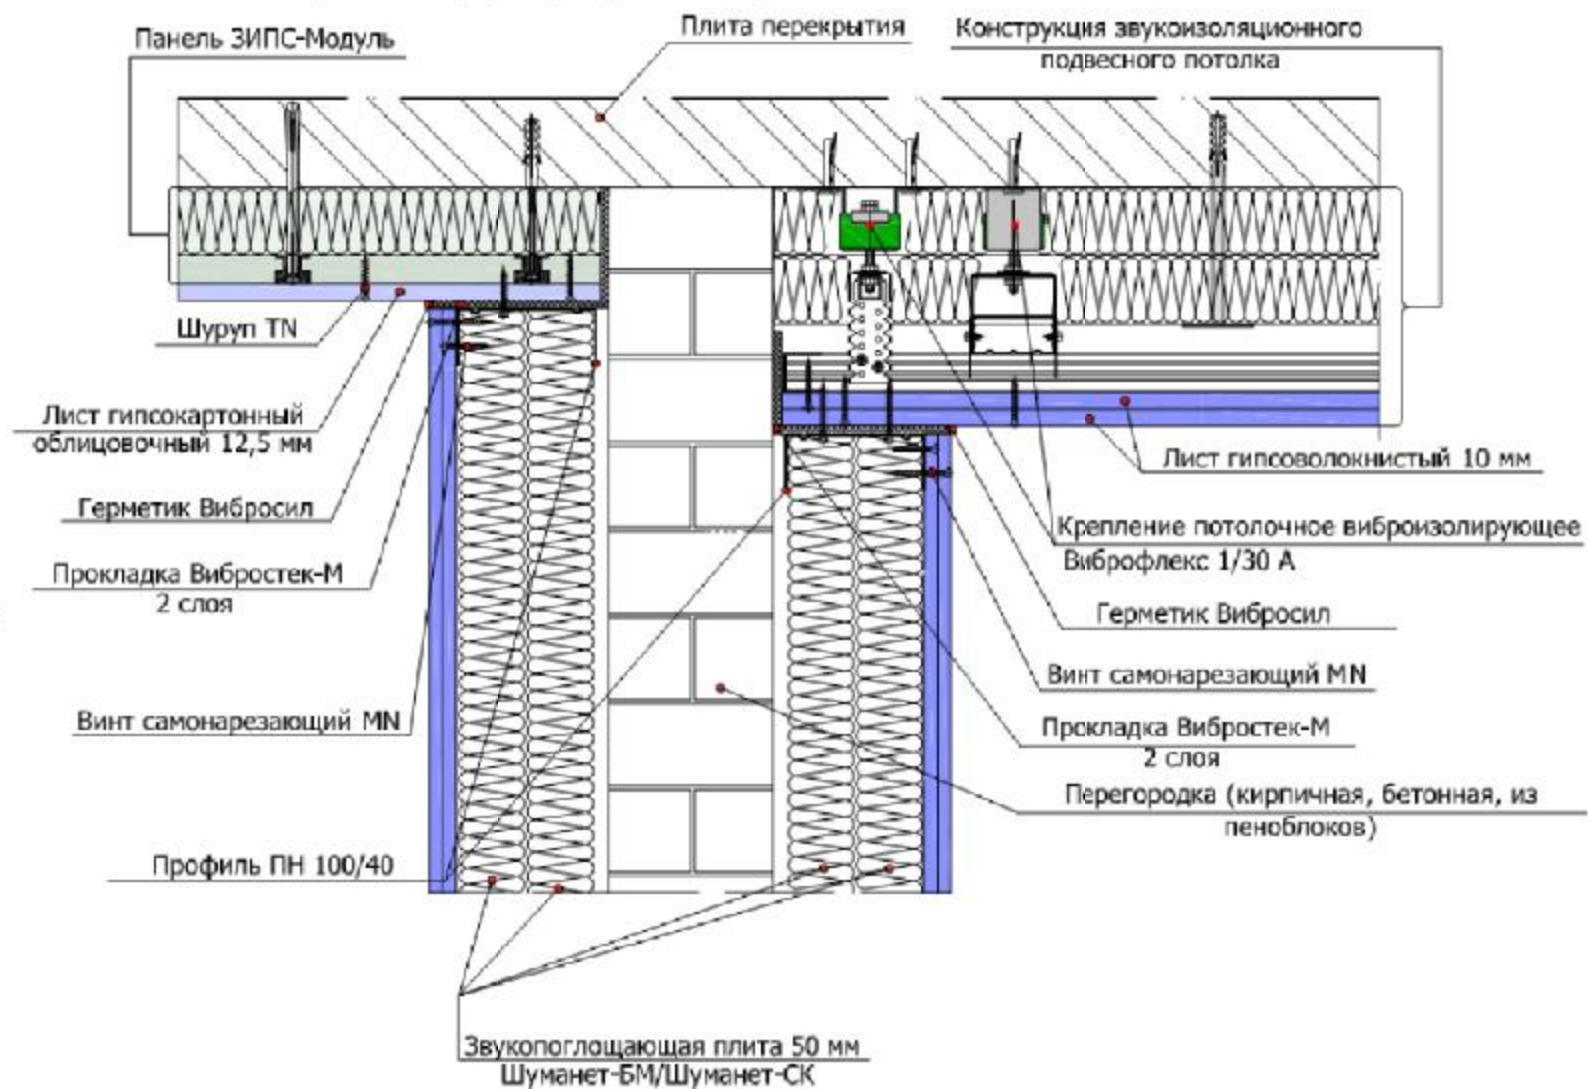 Панель ЗИПС-Модуль
Плита перекрытия
Конструкция звукоизоляционного
подвесного потолка
Шуруп TN
Лист гипсокартонный
облицовочный 12,5 мм
Герметик Вибросил
Прокладка Вибростек-М
2 слоя
Винт самонарезающий MN
Профиль ПН 100/40
Лист гипсоволокнистый 10 мм
Крепление потолочное виброизолирующее
Виброфлекс 1/30 А
Герметик Вибросил
Винт самонарезающий MN
Прокладка Вибростек-М
2 слоя
Перегородка (кирпичная, бетонная, из
пеноблоков)
Звукопоглощающая плита 50 мм
Шуманет-БМ/Шуманет-СК